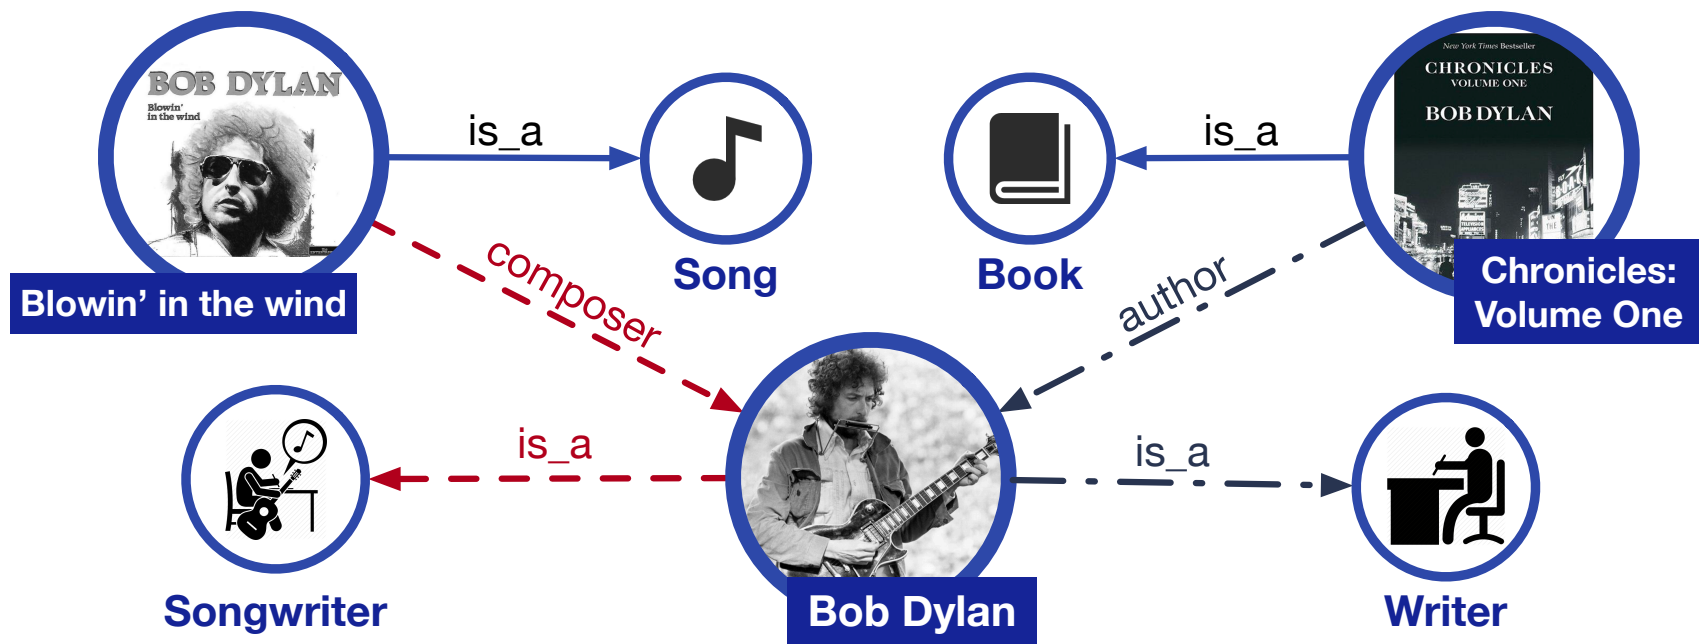 BOB DYLAN
Blowin'
in the wind
Blowin’ in the wind
is_a
Song
Book
is_a
New York Times Bestseller
CHRONICLES
VOLUME ONE
BOB DYLAN
Chronicles:
Volume One
composer
author
is_a
Songwriter
Bob Dylan
is_a
Writer